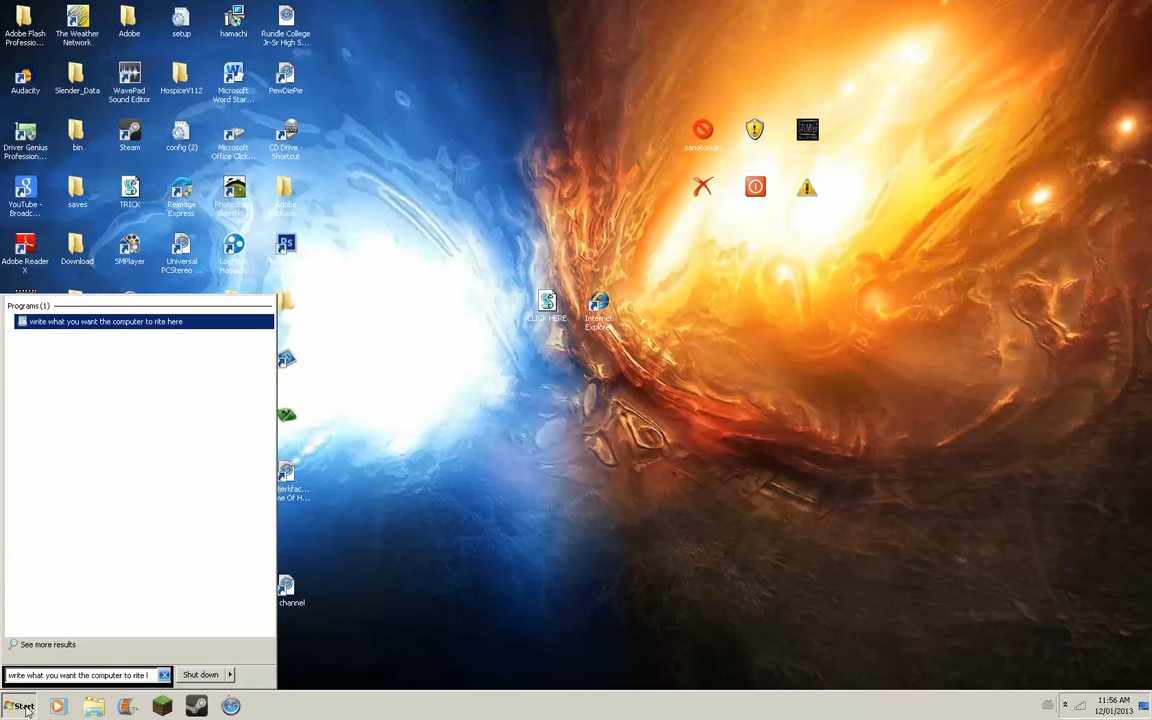 Adobe Flash Professio...
The Weather Network
Adobe
setup
hamachi
Rundle College Jr-Sr High S...
Audacity
Slender_Data
WavePad Sound Editor
HospiceV112
Microsoft Word Star...
PewDiePie
Driver Genius Profession...
bin
Steam
config (2)
Microsoft Office Click...
CD Drive - Shortcut
YouTube - Broadc...
saves
TRICK
Reimage Express
Adobe
Adobe Reader X
Download
SMPlayer
Universal PCStereo ...
Hamachi
sanatorium
CLICK HERE
Internet Explorer
Programs (1)
write what you want the computer to rite here
me Of H...
channel
See more results
write what you want the computer to rite
Shut down
Start
11:56 AM
12/01/2013